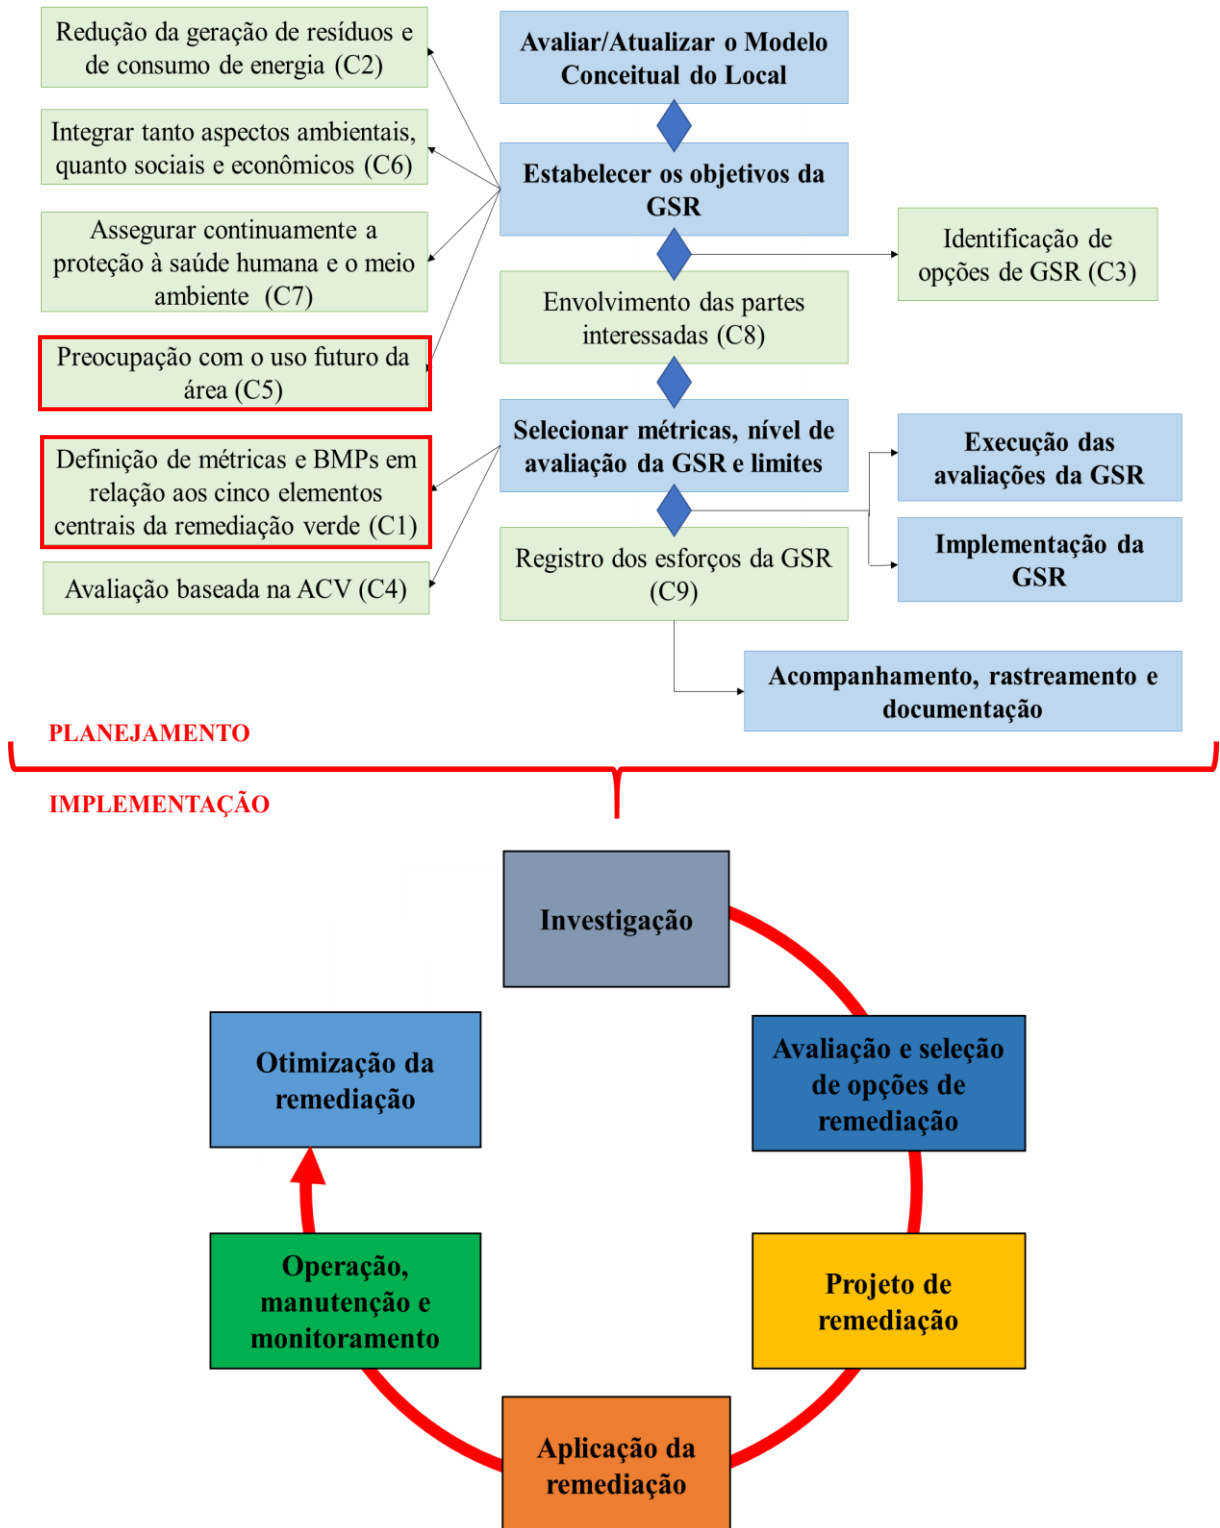 Redução da geração de resíduos e
de consumo de energia (C2)
Integrar tanto aspectos ambientais,
quanto sociais e econômicos (C6)
Assegurar continuamente a
proteção à saúde humana e o meio
ambiente (C7)
Preocupação com o uso futuro da
área (C5)
Definição de métricas e BMPs em
relação aos cinco elementos
centrais da remediação verde (C1)
Avaliação baseada na ACV (C4)
Avaliar/Atualizar o Modelo
Conceitual do Local
Estabelecer os objetivos da
GSR
Envolvimento das partes
interessadas (C8)
Selecionar métricas, nível de
avaliação da GSR e limites
Registro dos esforços da GSR
(C9)
Identificação de
opções de GSR (C3)
Execução das
avaliações da GSR
Implementação da
GSR
Acompanhamento, rastreamento e
documentação
PLANEJAMENTO
IMPLEMENTAÇÃO
Investigação
Avaliação e seleção
de opções de
remediação
Projeto de
remediação
Aplicação da
remediação
Operação,
manutenção e
monitoramento
Otimização da
remediação